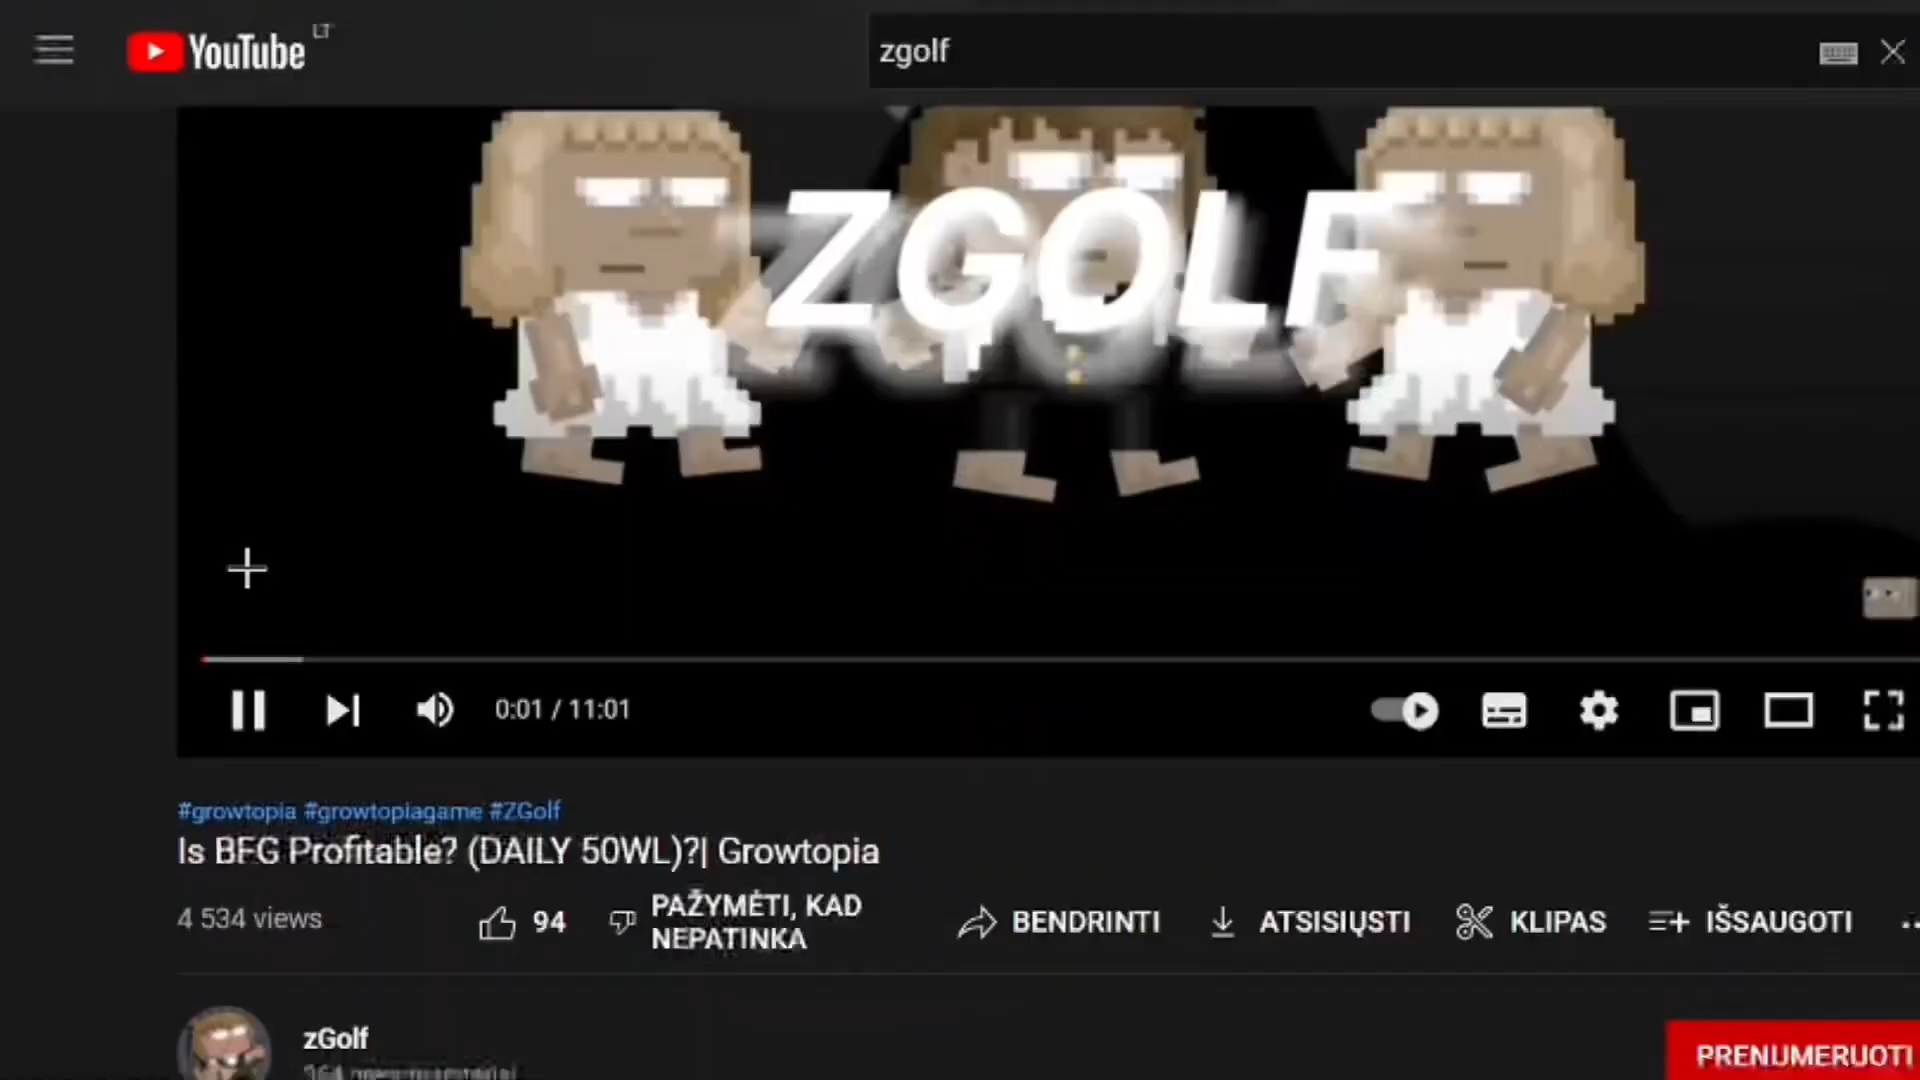 YouTube LT
zgolf
ZGOLF
0:01 / 11:01
#growtopia #growtopiagame #ZGolf
Is BFG Profitable? (DAILY 50WL)?| Growtopia
4 534 views
94
PAŽYMĖTI, KAD
NEPATINKA
BENDRINTI
ATSISIŲSTI
KLIPAS
IŠSAUGOTI
zGolf
PRENUMERUOTI